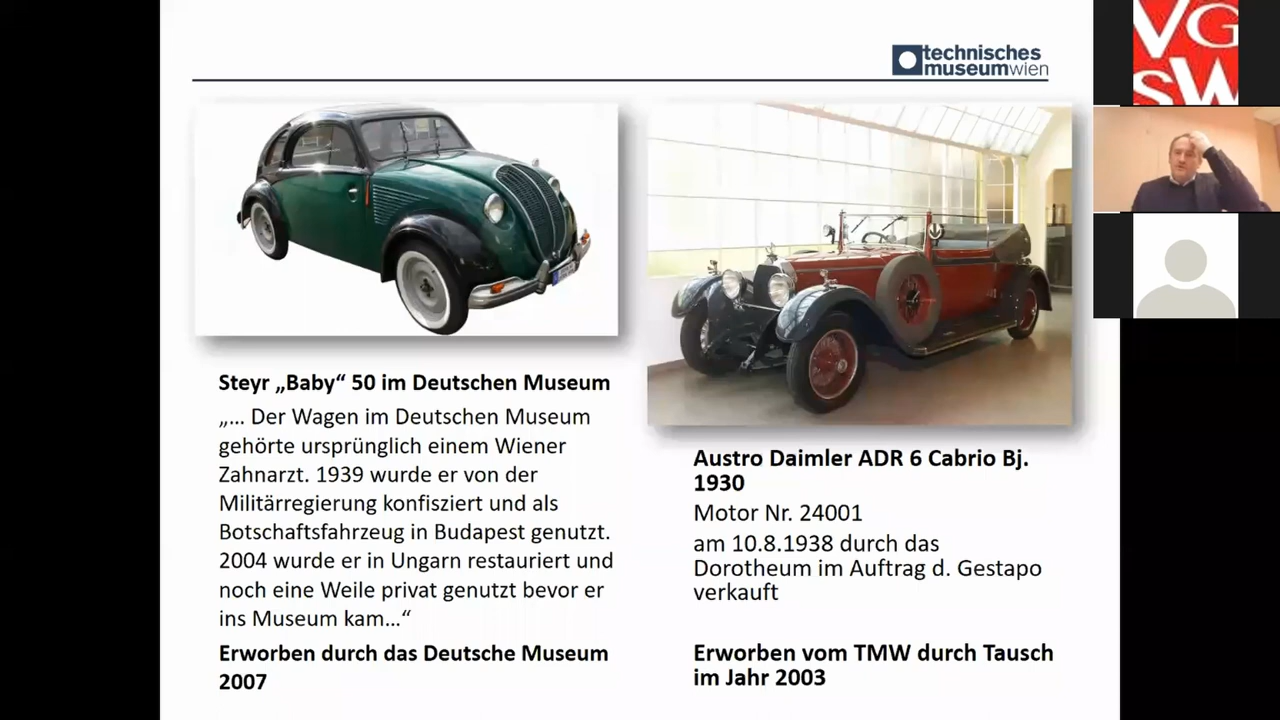 technisches
museumwien
Steyr „Baby“ 50 im Deutschen Museum
„… Der Wagen im Deutschen Museum
gehörte ursprünglich einem Wiener
Zahnarzt. 1939 wurde er von der
Militärregierung konfisziert und als
Botschaftsfahrzeug in Budapest genutzt.
2004 wurde er in Ungarn restauriert und
noch eine Weile privat genutzt bevor er
ins Museum kam…“
Erworben durch das Deutsche Museum
2007
Austro Daimler ADR 6 Cabrio Bj.
1930
Motor Nr. 24001
am 10.8.1938 durch das
Dorotheum im Auftrag d. Gestapo
verkauft
Erworben vom TMW durch Tausch
im Jahr 2003
VG
SW